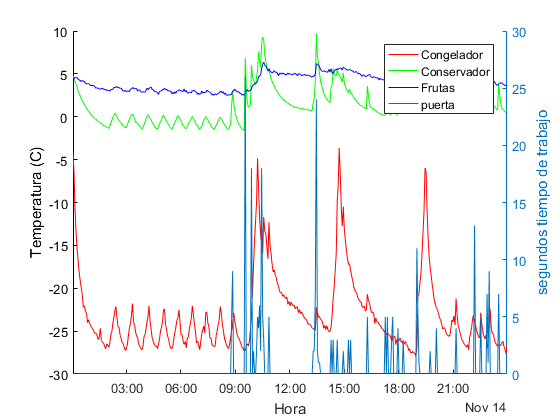 10
5
0
-5
-10
-15
-20
-25
-30
Temperatura (C)
30
25
20
15
10
5
0
segundos tiempo de trabajo
Congelador
Conservador
Frutas
puerta
03:00 06:00 09:00 12:00 15:00 18:00 21:00
Hora
Nov 14